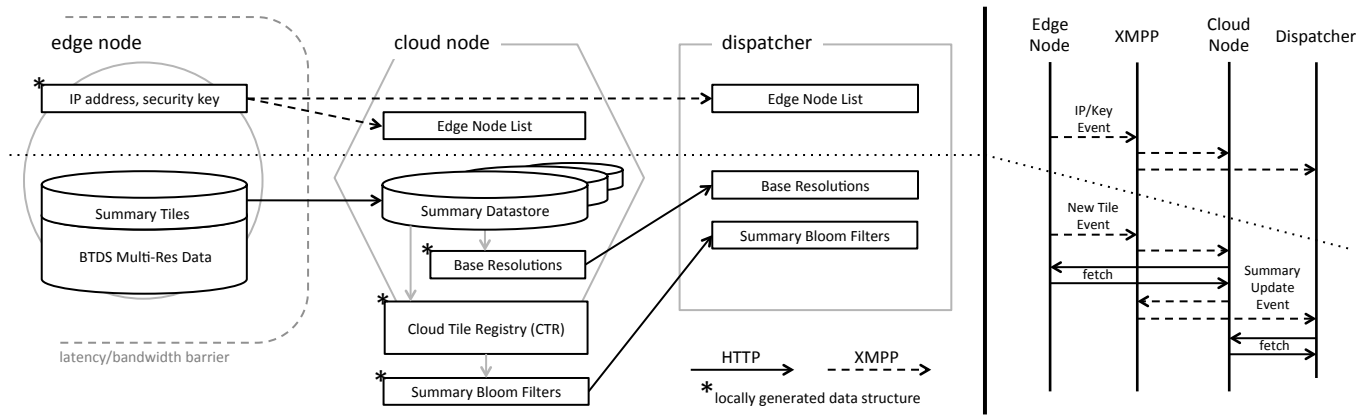 edge node
cloud node
dispatcher
* IP address, security key
Edge Node List
Edge Node List
Summary Tiles
BTDS Multi-Res Data
Summary Datastore
* Base Resolutions
* Cloud Tile Registry (CTR)
* Summary Bloom Filters
Base Resolutions
Summary Bloom Filters
latency/bandwidth barrier
HTTP
XMPP
* locally generated data structure
Edge
Node
XMPP
Cloud
Node
Dispatcher
IP/Key
Event
New Tile
Event
fetch
Summary
Update
Event
fetch